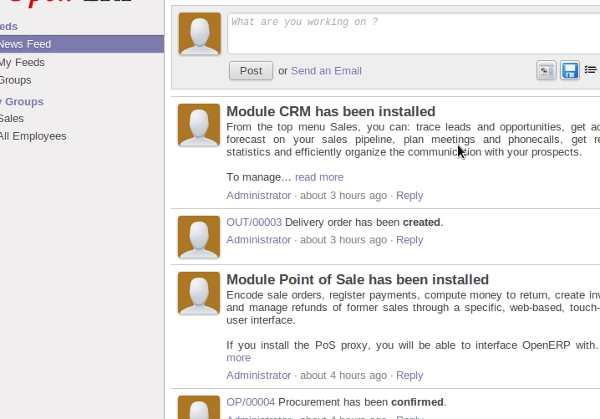 eds
News Feed
My Feeds
Groups
Groups
Sales
All Employees
What are you working on ?
Post or Send an Email
Module CRM has been installed
From the top menu Sales, you can: trace leads and opportunities, get ac
forecast on your sales pipeline, plan meetings and phonecalls, get re
statistics and efficiently organize the communication with your prospects.
To manage... read more
Administrator · about 3 hours ago · Reply
OUT/00003 Delivery order has been created.
Administrator · about 3 hours ago · Reply
Module Point of Sale has been installed
Encode sale orders, register payments, compute money to return, create inv
and manage refunds of former sales through a specific, web-based, touch-
user interface.
If you install the PoS proxy, you will be able to interface OpenERP with..
more
Administrator · about 4 hours ago · Reply
OP/00004 Procurement has been confirmed.
Administrator · about 4 hours ago · Reply